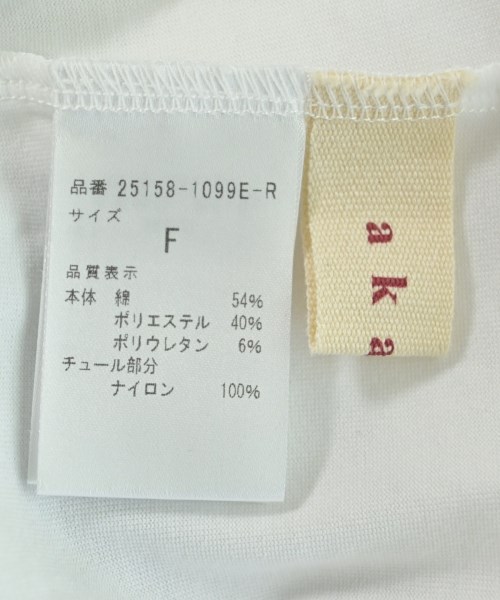 品番 25158-1099E-R
サイズ
F
品質表示
本体 綿 54%
ポリエステル 40%
ポリウレタン 6%
チュール部分
ナイロン 100%
aka